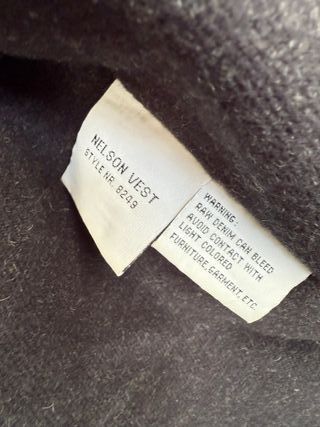 NELSON VEST
STYLE NR. 8249
WARNING:
RAW DENIM CAN BLEED
AVOID CONTACT WITH
LIGHT COLORED
FURNITURE,GARMENT,ETC.